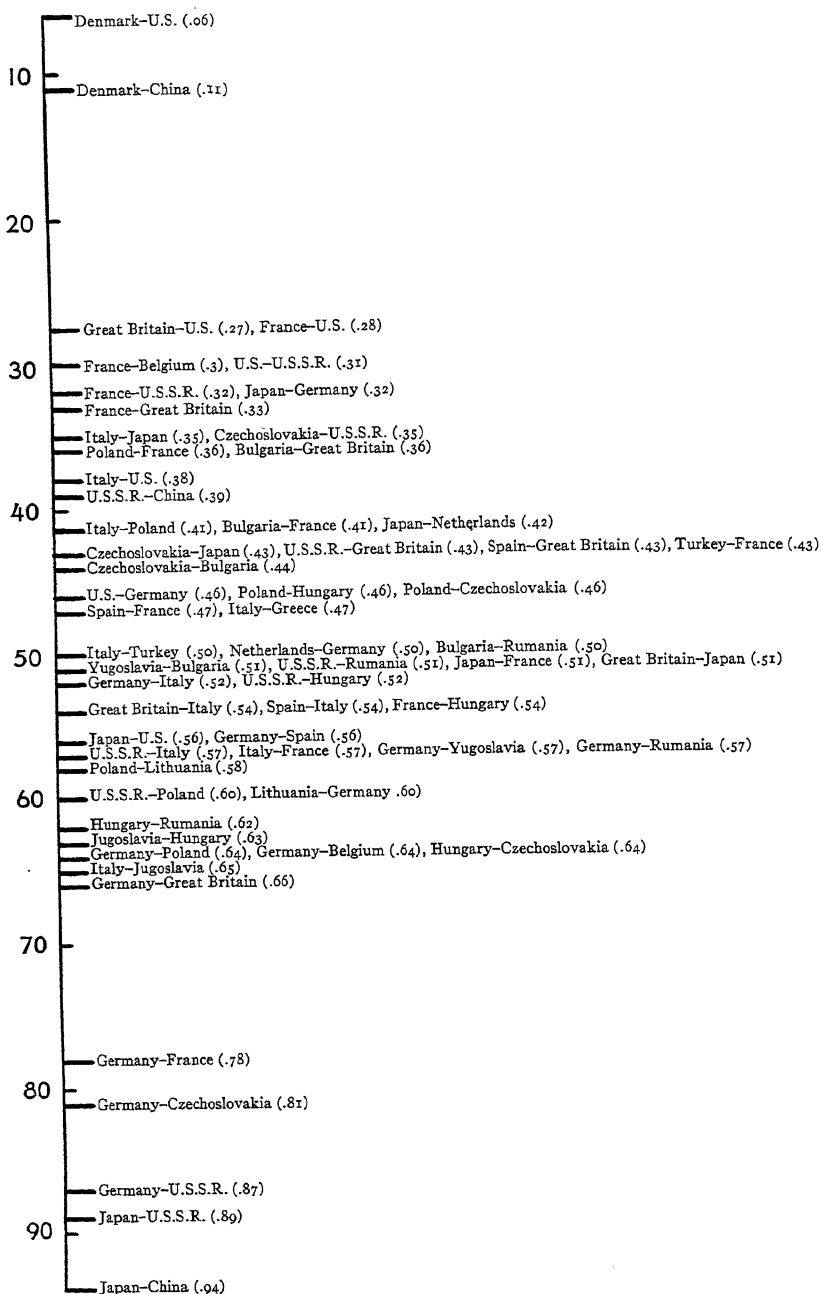 Denmark–U.S. (.06)
10
Denmark–China (.11)
20
Great Britain–U.S. (.27), France–U.S. (.28)
France–Belgium (.3), U.S.–U.S.S.R. (.31)
30
France–U.S.S.R. (.32), Japan–Germany (.32)
France–Great Britain (.33)
Italy–Japan (.35), Czechoslovakia–U.S.S.R. (.35)
Poland-France (.36), Bulgaria–Great Britain (.36)
Italy–U.S. (.38)
U.S.S.R.–China (.39)
40
Italy–Poland (.41), Bulgaria–France (.41), Japan–Netherlands (.42)
Czechoslovakia–Japan (.43), U.S.S.R.–Great Britain (.43), Spain–Great Britain (.43), Turkey–France (.43)
Czechoslovakia–Bulgaria (.44)
U.S.–Germany (.46), Poland-Hungary (.46), Poland–Czechoslovakia (.46)
Spain–France (.47), Italy–Greece (.47)
50
Italy–Turkey (.50), Netherlands–Germany (.50), Bulgaria–Rumania (.50)
Yugoslavia–Bulgaria (.51), U.S.S.R.–Rumania (.51), Japan–France (.51), Great Britain–Japan (.51)
Germany–Italy (.52), U.S.S.R.–Hungary (.52)
Great Britain–Italy (.54), Spain–Italy (.54), France–Hungary (.54)
Japan–U.S. (.56), Germany–Spain (.56)
U.S.S.R.–Italy (.57), Italy–France (.57), Germany–Yugoslavia (.57), Germany–Rumania (.57)
Poland–Lithuania (.58)
60
U.S.S.R.–Poland (.60), Lithuania–Germany .60)
Hungary–Rumania (.62)
Jugoslavia–Hungary (.63)
Germany–Poland (.64), Germany–Belgium (.64), Hungary–Czechoslovakia (.64)
Italy–Jugoslavia (.65)
Germany–Great Britain (.66)
70
Germany–France (.78)
80
Germany–Czechoslovakia (.81)
Germany–U.S.S.R. (.87)
Japan–U.S.S.R. (.89)
90
Japan–China (.94)